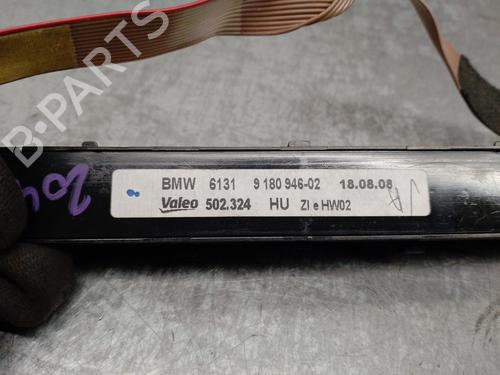 B-PARTS
BMW 6131 9 180 946-02 18.08.08
Valeo 502.324 HU ZI e HW02